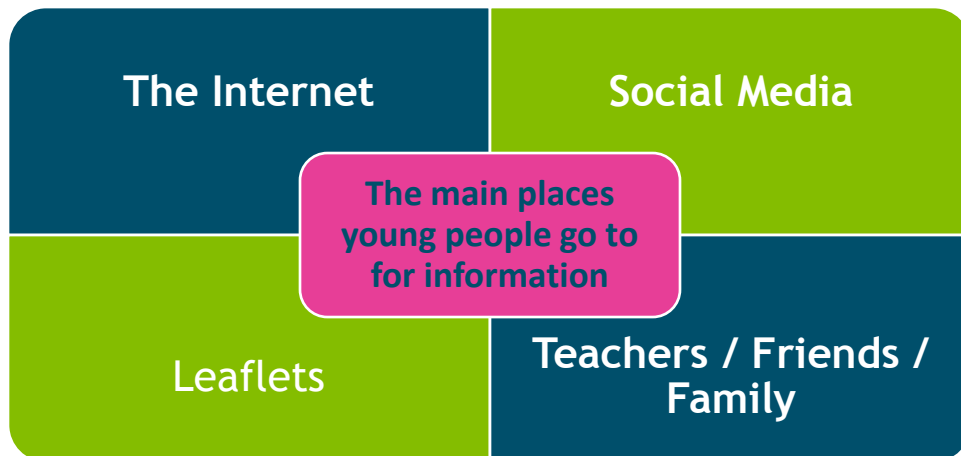 The Internet
Social Media
The main places
young people go to
for information
Leaflets
Teachers / Friends /
Family